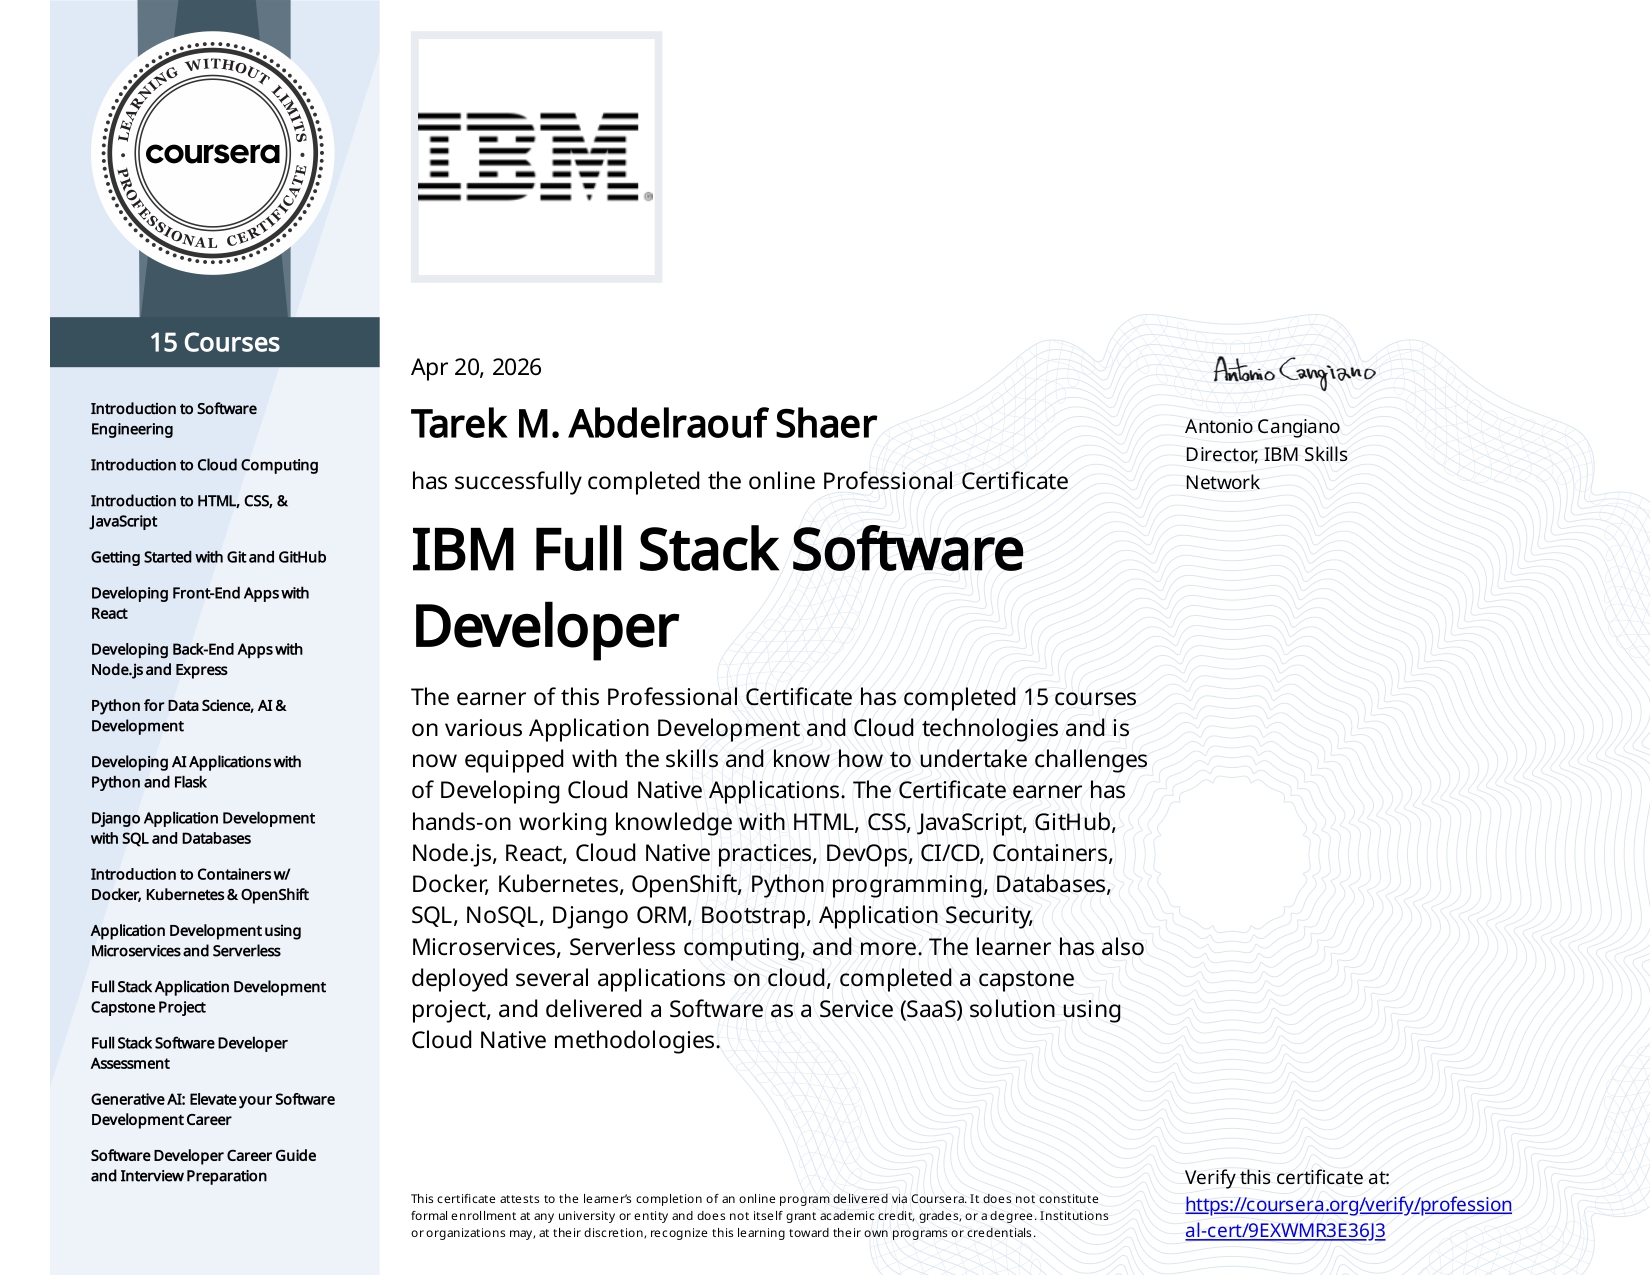 LEARNING WITHOUT LIMITS
coursera
PROFESSIONAL CERTIFICATE
15 Courses
Introduction to Software
Engineering
Introduction to Cloud Computing
Introduction to HTML, CSS, &
JavaScript
Getting Started with Git and GitHub
Developing Front-End Apps with
React
Developing Back-End Apps with
Node.js and Express
Python for Data Science, AI &
Development
Developing AI Applications with
Python and Flask
Django Application Development
with SQL and Databases
Introduction to Containers w/
Docker, Kubernetes & OpenShift
Application Development using
Microservices and Serverless
Full Stack Application Development
Capstone Project
Full Stack Software Developer
Assessment
Generative AI: Elevate your Software
Development Career
Software Developer Career Guide
and Interview Preparation
IBM®
Apr 20, 2026
Tarek M. Abdelraouf Shaer
has successfully completed the online Professional Certificate
IBM Full Stack Software
Developer
The earner of this Professional Certificate has completed 15 courses
on various Application Development and Cloud technologies and is
now equipped with the skills and know how to undertake challenges
of Developing Cloud Native Applications. The Certificate earner has
hands-on working knowledge with HTML, CSS, JavaScript, GitHub,
Node.js, React, Cloud Native practices, DevOps, CI/CD, Containers,
Docker, Kubernetes, OpenShift, Python programming, Databases,
SQL, NoSQL, Django ORM, Bootstrap, Application Security,
Microservices, Serverless computing, and more. The learner has also
deployed several applications on cloud, completed a capstone
project, and delivered a Software as a Service (SaaS) solution using
Cloud Native methodologies.
This certificate attests to the learner’s completion of an online program delivered via Coursera. It does not constitute
formal enrollment at any university or entity and does not itself grant academic credit, grades, or a degree. Institutions
or organizations may, at their discretion, recognize this learning toward their own programs or credentials.
Antonio Cangiano
Antonio Cangiano
Director, IBM Skills
Network
Verify this certificate at:
https://coursera.org/verify/profession
al-cert/9EXWMR3E36J3